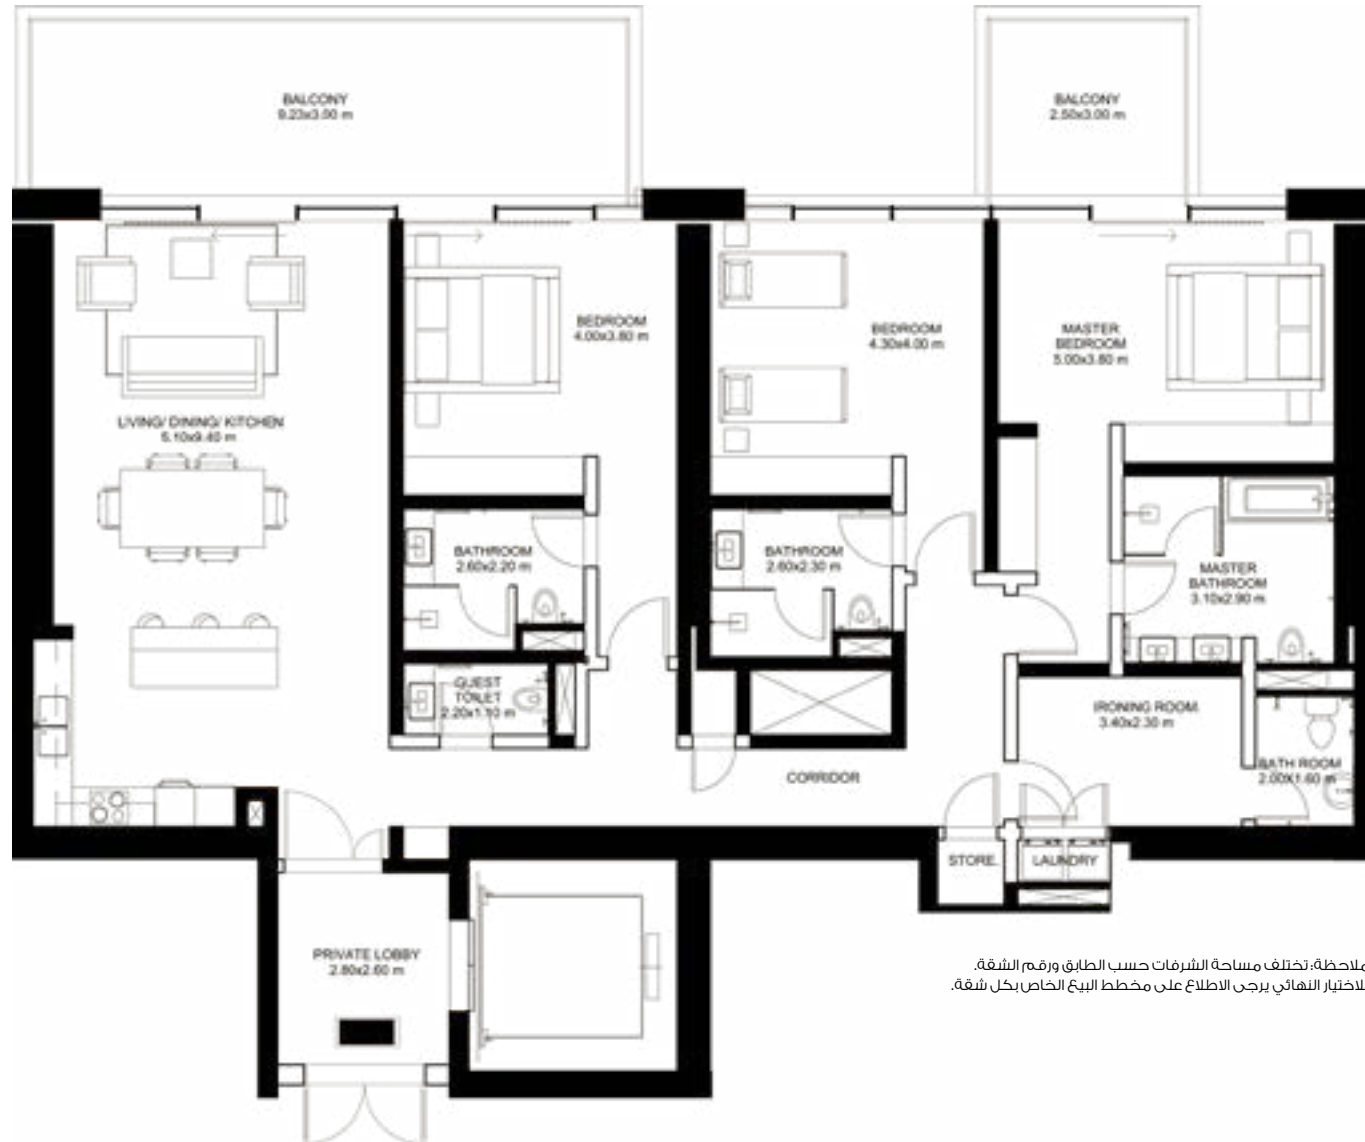 BALCONY
9.23x3.00 m
BALCONY
2.50x3.00 m
BEDROOM
4.00x3.80 m
BEDROOM
4.30x4.00 m
MASTER
BEDROOM
5.00x3.80 m
LIVING/ DINING/ KITCHEN
5.10x9.40 m
BATHROOM
2.60x2.20 m
BATHROOM
2.60x2.30 m
MASTER
BATHROOM
3.10x2.90 m
GUEST
TOILET
2.20x1.10 m
IRONING ROOM
3.40x2.30 m
CORRIDOR
BATH ROOM
2.00X1.60 m
STORE.
LAUNDRY
PRIVATE LOBBY
2.80x2.60 m
ملاحظة: تختلف مساحة الشرفات حسب الطابق ورقم الشقة.
للاختيار النهائي يرجى الاطلاع على مخطط البيع الخاص بكل شقة.